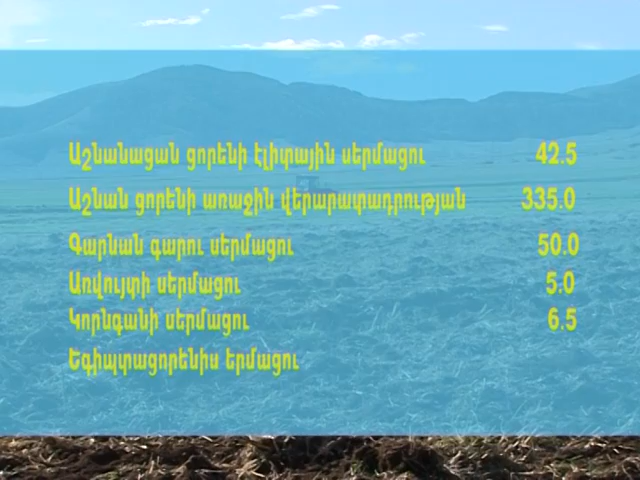 Աշնանացան ցորենի էլիտային սերմացու 42.5
Աշնան ցորենի առաջին վերարատադրության 335.0
Գարնան գարու սերմացու 50.0
Առվույտի սերմացու 5.0
Կորնգանի սերմացու 6.5
Եգիպտացորենիս երմացու